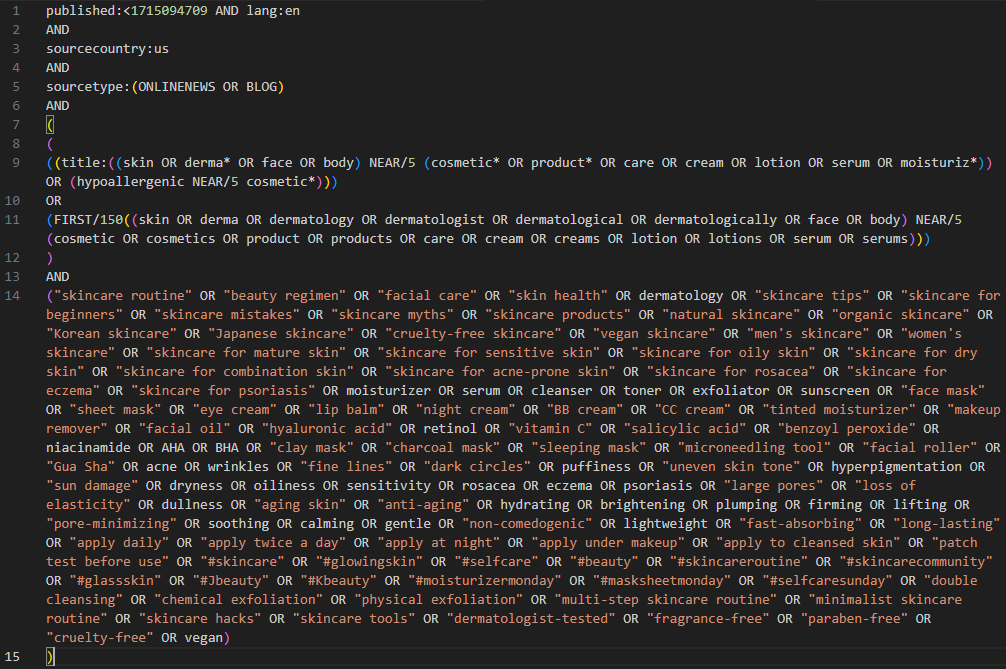 1 published:<1715094709 AND lang:en
2 AND
3 sourcecountry:us
4 AND
5 sourcetype:(ONLINENEWS OR BLOG)
6 AND
7 (
8 (
9 ((title:((skin OR derma* OR face OR body) NEAR/5 (cosmetic* OR product* OR care OR cream OR lotion OR serum OR moisturiz*))
OR (hypoallergenic NEAR/5 cosmetic*)))
10 OR
11 (FIRST/150((skin OR derma OR dermatology OR dermatologist OR dermatological OR dermatologically OR face OR body) NEAR/5
(cosmetic OR cosmetics OR product OR products OR care OR cream OR creams OR lotion OR lotions OR serum OR serums)))
12 )
13 AND
14 ("skincare routine" OR "beauty regimen" OR "facial care" OR "skin health" OR dermatology OR "skincare tips" OR "skincare for
beginners" OR "skincare mistakes" OR "skincare myths" OR "skincare products" OR "natural skincare" OR "organic skincare" OR
"Korean skincare" OR "Japanese skincare" OR "cruelty-free skincare" OR "vegan skincare" OR "men's skincare" OR "women's
skincare" OR "skincare for mature skin" OR "skincare for sensitive skin" OR "skincare for oily skin" OR "skincare for dry
skin" OR "skincare for combination skin" OR "skincare for acne-prone skin" OR "skincare for rosacea" OR "skincare for
eczema" OR "skincare for psoriasis" OR moisturizer OR serum OR cleanser OR toner OR exfoliator OR sunscreen OR "face mask"
OR "sheet mask" OR "eye cream" OR "lip balm" OR "night cream" OR "BB cream" OR "CC cream" OR "tinted moisturizer" OR "makeup
remover" OR "facial oil" OR "hyaluronic acid" OR retinol OR "vitamin C" OR "salicylic acid" OR "benzoyl peroxide" OR
niacinamide OR AHA OR BHA OR "clay mask" OR "charcoal mask" OR "sleeping mask" OR "microneedling tool" OR "facial roller" OR
"Gua Sha" OR acne OR wrinkles OR "fine lines" OR "dark circles" OR puffiness OR "uneven skin tone" OR hyperpigmentation OR
"sun damage" OR dryness OR oiliness OR sensitivity OR rosacea OR eczema OR psoriasis OR "large pores" OR "loss of
elasticity" OR dullness OR "aging skin" OR "anti-aging" OR hydrating OR brightening OR plumping OR firming OR lifting OR
"pore-minimizing" OR soothing OR calming OR gentle OR "non-comedogenic" OR lightweight OR "fast-absorbing" OR "long-lasting"
OR "apply daily" OR "apply twice a day" OR "apply at night" OR "apply under makeup" OR "apply to cleansed skin" OR "patch
test before use" OR "#skincare" OR "#glowingskin" OR "#selfcare" OR "#beauty" OR "#skincareroutine" OR "#skincarecommunity"
OR "#glassskin" OR "#Jbeauty" OR "#Kbeauty" OR "#moisturizermonday" OR "#masksheetmonday" OR "#selfcaresunday" OR "double
cleansing" OR "chemical exfoliation" OR "physical exfoliation" OR "multi-step skincare routine" OR "minimalist skincare
routine" OR "skincare hacks" OR "skincare tools" OR "dermatologist-tested" OR "fragrance-free" OR "paraben-free" OR
"cruelty-free" OR vegan)
15 )